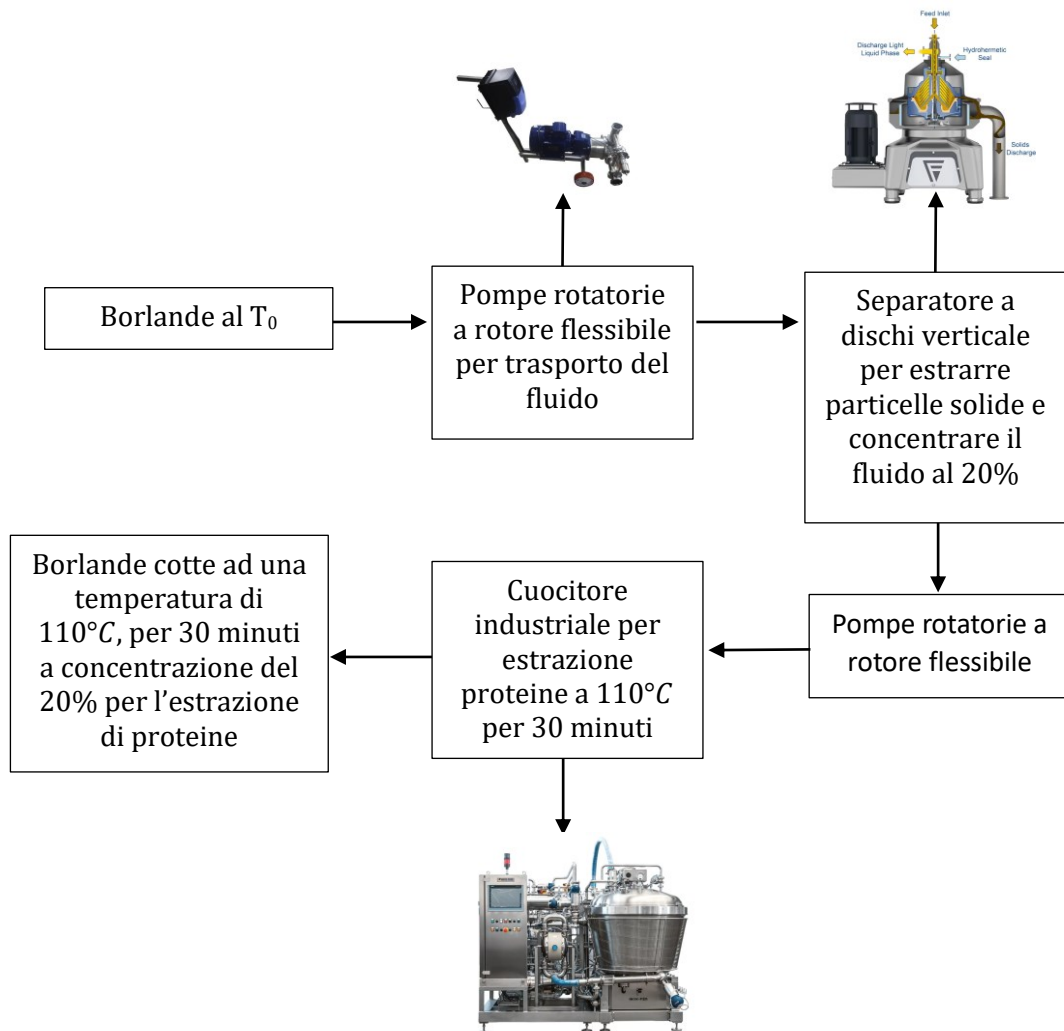 Feed Inlet
Discharge Light
Liquid Phase
Hydrohermetic
Seal
Solids
Discharge
Borlande al T₀
Pompe rotatorie
a rotore flessibile
per trasporto del
fluido
Separatore a
dischi verticale
per estrarre
particelle solide e
concentrare il
fluido al 20%
Pompe rotatorie a
rotore flessibile
Cuocitore
industriale per
estrazione
proteine a 110°C
per 30 minuti
Borlande cotte ad una
temperatura di
110°C, per 30 minuti
a concentrazione del
20% per l’estrazione
di proteine